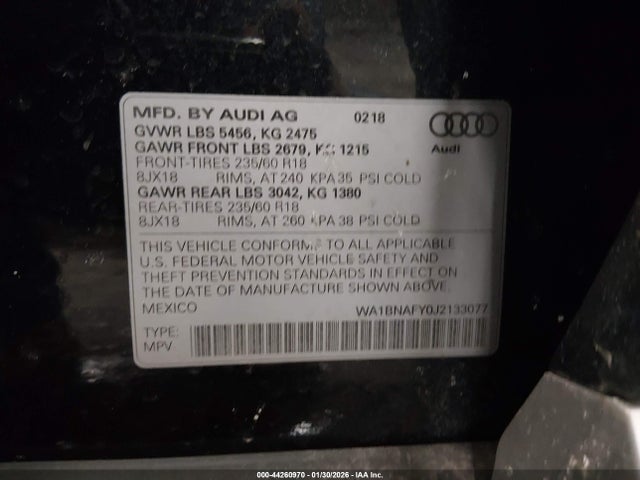 MFD. BY AUDI AG 0218
GVWR LBS 5456, KG 2475
GAWR FRONT LBS 2679, KG 1215
Audi
FRONT-TIRES 235/60 R18
8JX18 RIMS, AT 240 KPA 35 PSI COLD
GAWR REAR LBS 3042, KG 1380
REAR-TIRES 235/60 R18
8JX18 RIMS, AT 260 KPA 38 PSI COLD
THIS VEHICLE CONFORMS TO ALL APPLICABLE
U.S. FEDERAL MOTOR VEHICLE SAFETY AND
THEFT PREVENTION STANDARDS IN EFFECT ON
THE DATE OF MANUFACTURE SHOWN ABOVE.
MEXICO WA1BNAFY0J2133077
TYPE:
MPV
000-44260970 | 01/30/2026 - IAA Inc.